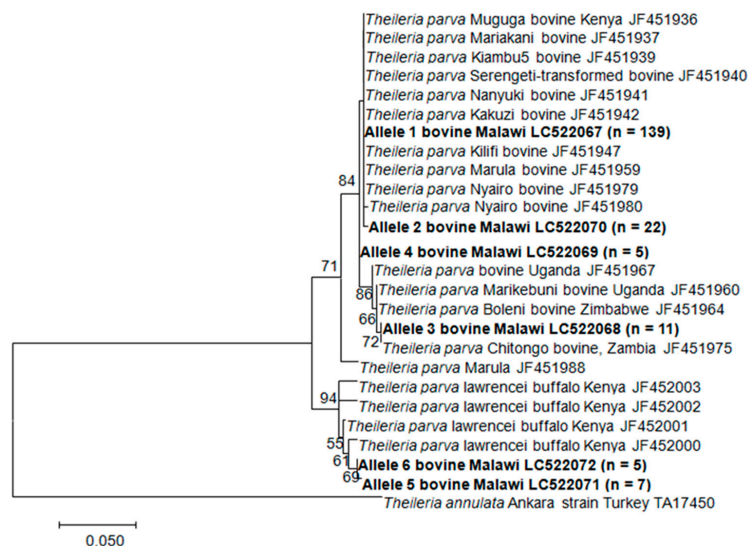 Theileria parva Muguga bovine Kenya JF451936
Theileria parva Mariakani bovine JF451937
Theileria parva Kiambu5 bovine JF451939
Theileria parva Serengeti-transformed bovine JF451940
Theileria parva Nanyuki bovine JF451941
Theileria parva Kakuzi bovine JF451942
Allele 1 bovine Malawi LC522067 (n = 139)
Theileria parva Kilifi bovine JF451947
Theileria parva Marula bovine JF451959
84
Theileria parva Nyairo bovine JF451979
Theileria parva Nyairo bovine JF451980
Allele 2 bovine Malawi LC522070 (n = 22)
Allele 4 bovine Malawi LC522069 (n = 5)
71
Theileria parva bovine Uganda JF451967
Theileria parva Marikebuni bovine Uganda JF451960
86
Theileria parva Boleni bovine Zimbabwe JF451964
66
Allele 3 bovine Malawi LC522068 (n = 11)
72
Theileria parva Chitongo bovine, Zambia JF451975
Theileria parva Marula JF451988
Theileria parva lawrencei buffalo Kenya JF452003
94
Theileria parva lawrencei buffalo Kenya JF452002
Theileria parva lawrencei buffalo Kenya JF452001
55
Theileria parva lawrencei buffalo Kenya JF452000
61
Allele 6 bovine Malawi LC522072 (n = 5)
69
Allele 5 bovine Malawi LC522071 (n = 7)
Theileria annulata Ankara strain Turkey TA17450
0.050